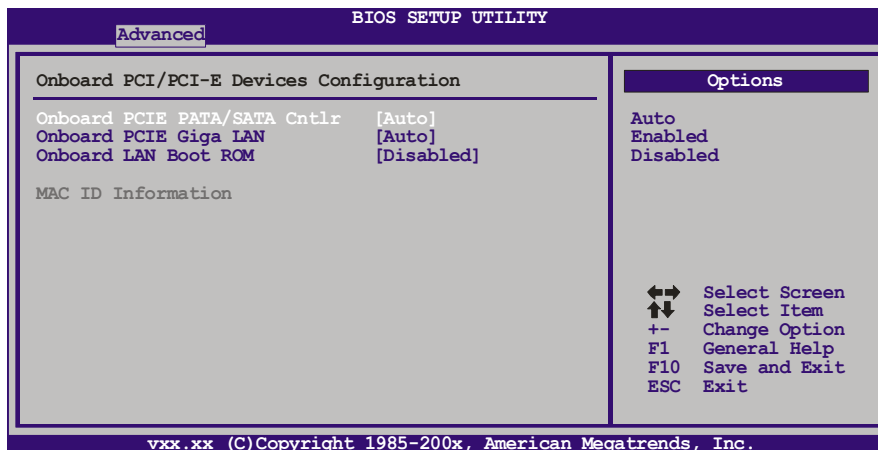 BIOS SETUP UTILITY
Advanced
Onboard PCI/PCI-E Devices Configuration
Onboard PCIE PATA/SATA Cntlr [Auto]
Onboard PCIE Giga LAN [Auto]
Onboard LAN Boot ROM [Disabled]
MAC ID Information
Options
Auto
Enabled
Disabled
Select Screen
Select Item
+- Change Option
F1 General Help
F10 Save and Exit
ESC Exit
vxx.xx (C)Copyright 1985-200x, American Megatrends, Inc.